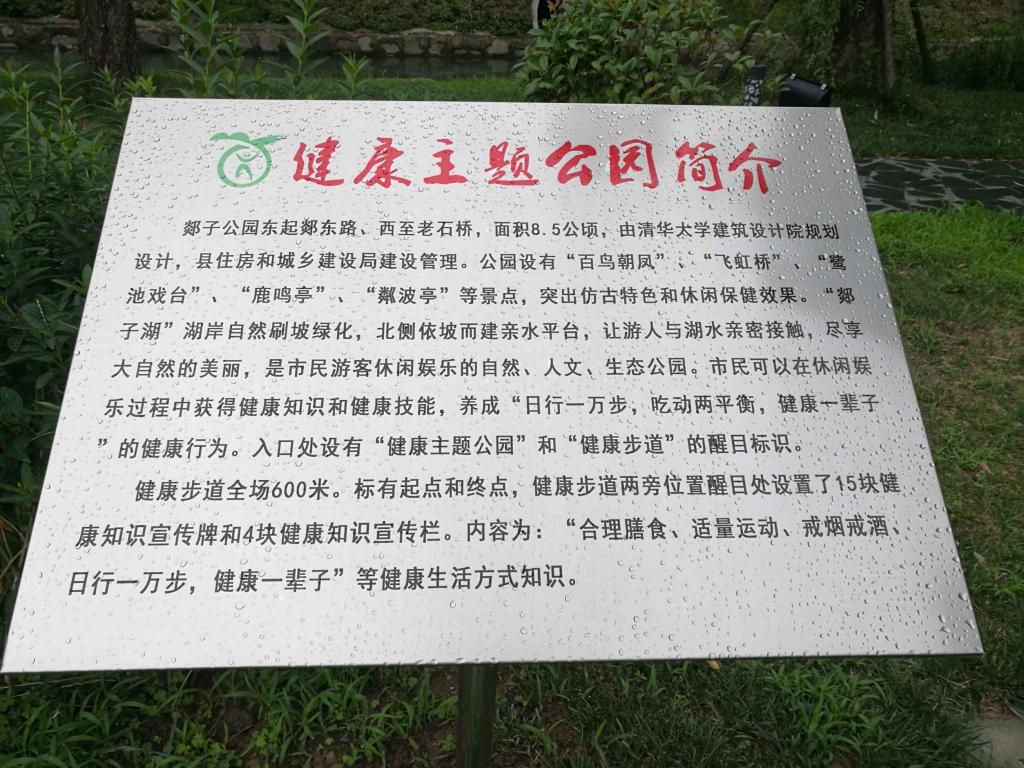 健康主题公园简介
郯子公园东起郯东路、西至老石桥，面积8.5公顷，由清华大学建筑设计院规划
设计，县住房和城乡建设局建设管理。公园设有“百鸟朝凤”、“飞虹桥”、“鹭
池戏台”、“鹿鸣亭”、“粼波亭”等景点，突出仿古特色和休闲保健效果。“郯
子湖”湖岸自然刷坡绿化，北侧依坡而建亲水平台，让游人与湖水亲密接触，尽享
大自然的美丽，是市民游客休闲娱乐的自然、人文、生态公园。市民可以在休闲娱
乐过程中获得健康知识和健康技能，养成“日行一万步，吃动两平衡，健康一辈子
”的健康行为。入口处设有“健康主题公园”和“健康步道”的醒目标识。
健康步道全场600米。标有起点和终点，健康步道两旁位置醒目处设置了15块健
康知识宣传牌和4块健康知识宣传栏。内容为：“合理膳食、适量运动、戒烟戒酒、
日行一万步，健康一辈子”等健康生活方式知识。